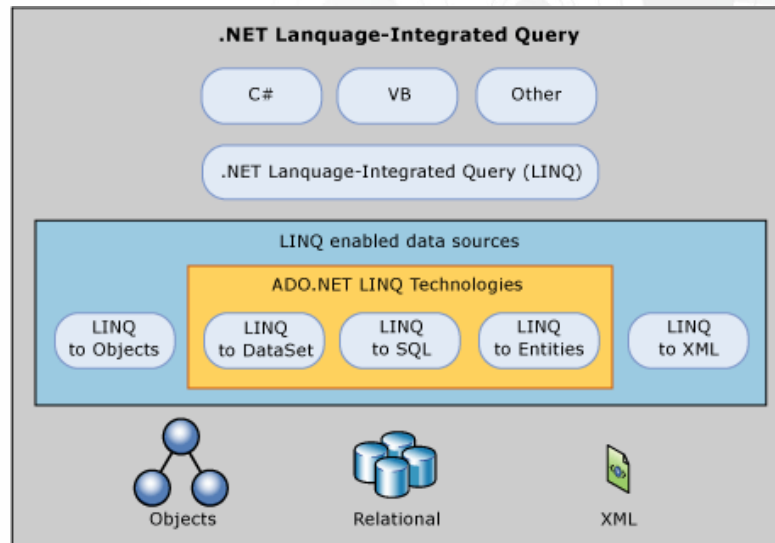 .NET Lanquage-Integrated Query
C#
VB
Other
.NET Lanquage-Integrated Query (LINQ)
LINQ enabled data sources
ADO.NET LINQ Technologies
LINQ
to Objects
LINQ
to DataSet
LINQ
to SQL
LINQ
to Entities
LINQ
to XML
Objects
Relational
XML